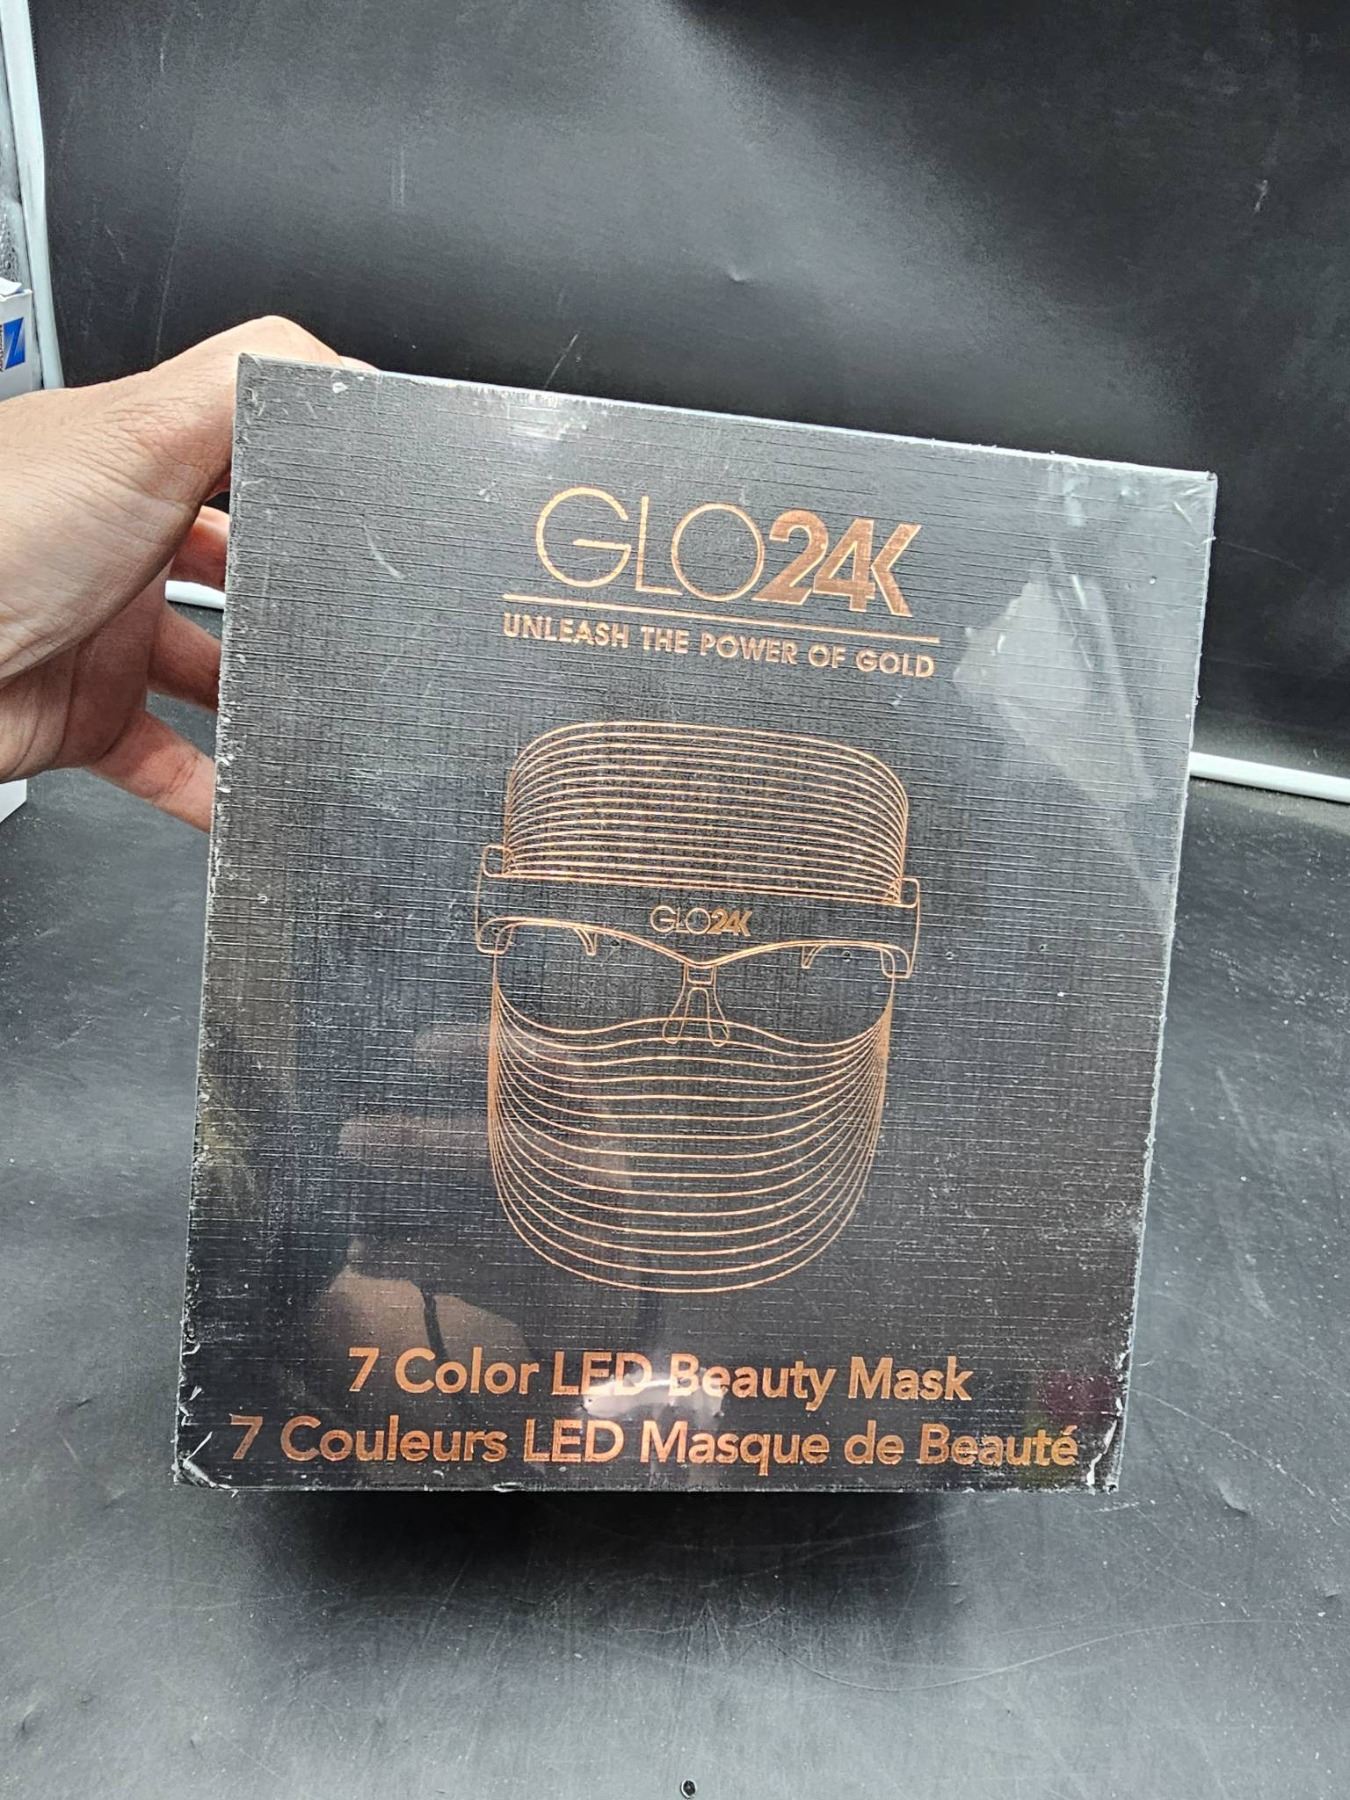 GLO24K
UNLEASH THE POWER OF GOLD
GLO24K
7 Color LED Beauty Mask
7 Couleurs LED Masque de Beauté